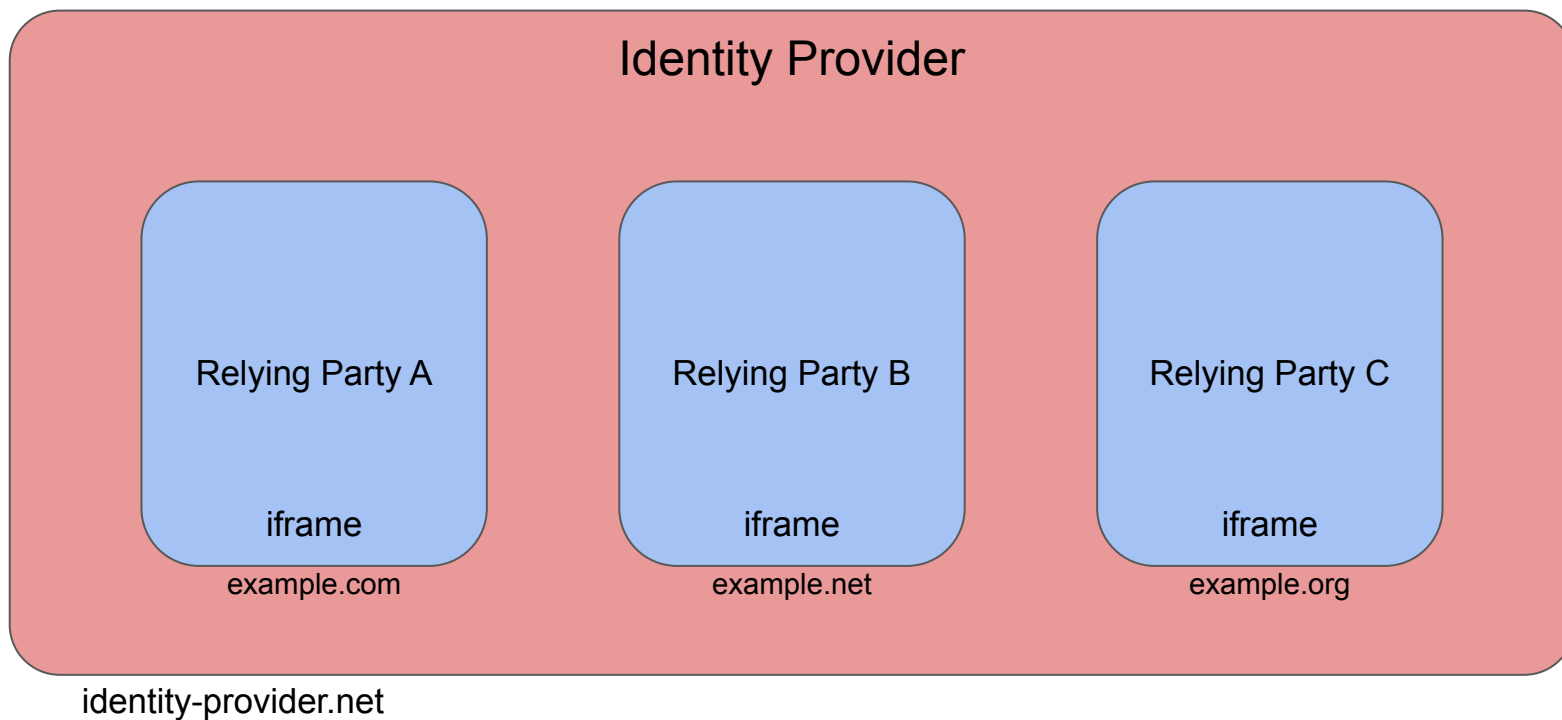 Identity Provider
Relying Party A
Relying Party B
Relying Party C
iframe
iframe
iframe
example.com
example.net
example.org
identity-provider.net